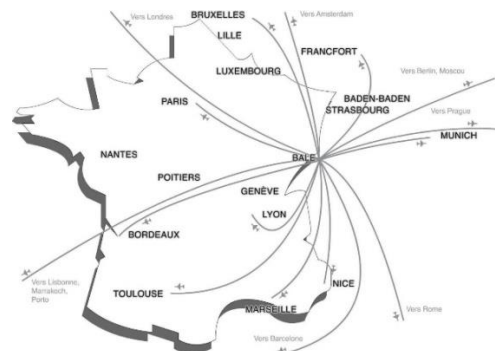 Vers Londres
BRUXELLES
Vers Amsterdam
LILLE
FRANCFORT
LUXEMBOURG
Vers Berlin, Moscou
PARIS
BADEN-BADEN
STRASBOURG
Vers Prague
MUNICH
NANTES
BALE
POITIERS
GENÈVE
LYON
BORDEAUX
Vers Lisbonne,
Marrakech,
Porto
TOULOUSE
NICE
MARSEILLE
Vers Rome
Vers Barcelone